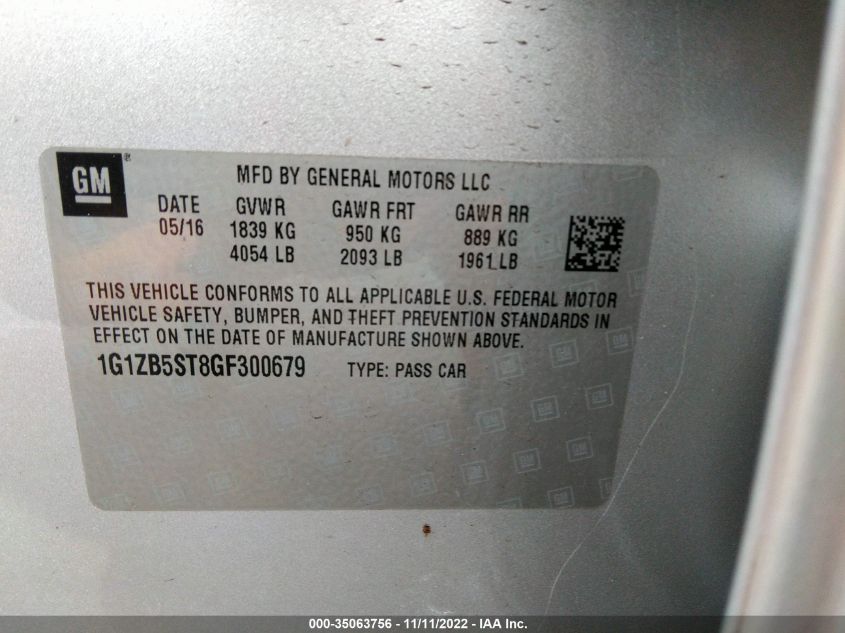 GM®
MFD BY GENERAL MOTORS LLC
DATE GVWR GAWR FRT GAWR RR
05/16 1839 KG 950 KG 889 KG
4054 LB 2093 LB 1961 LB
THIS VEHICLE CONFORMS TO ALL APPLICABLE U.S. FEDERAL MOTOR
VEHICLE SAFETY, BUMPER, AND THEFT PREVENTION STANDARDS IN
EFFECT ON THE DATE OF MANUFACTURE SHOWN ABOVE.
1G1ZB5ST8GF300679 TYPE: PASS CAR
000-35063756 - 11/11/2022 - IAA Inc.